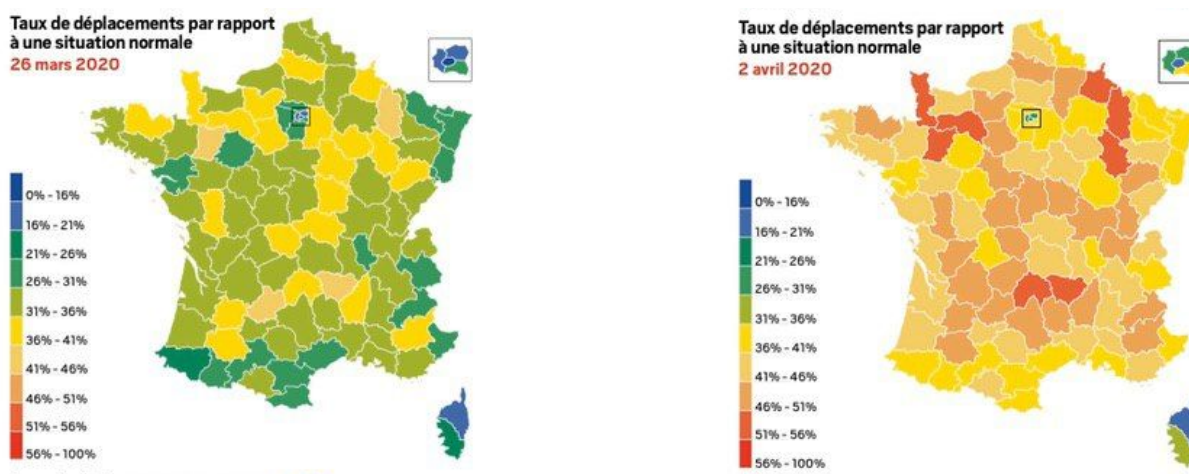 Taux de déplacements par rapport
à une situation normale
26 mars 2020
0% - 16%
16% - 21%
21% - 26%
26% - 31%
31% - 36%
36% - 41%
41% - 46%
46% - 51%
51% - 56%
56% - 100%
Taux de déplacements par rapport
à une situation normale
2 avril 2020
0% - 16%
16% - 21%
21% - 26%
26% - 31%
31% - 36%
36% - 41%
41% - 46%
46% - 51%
51% - 56%
56% - 100%